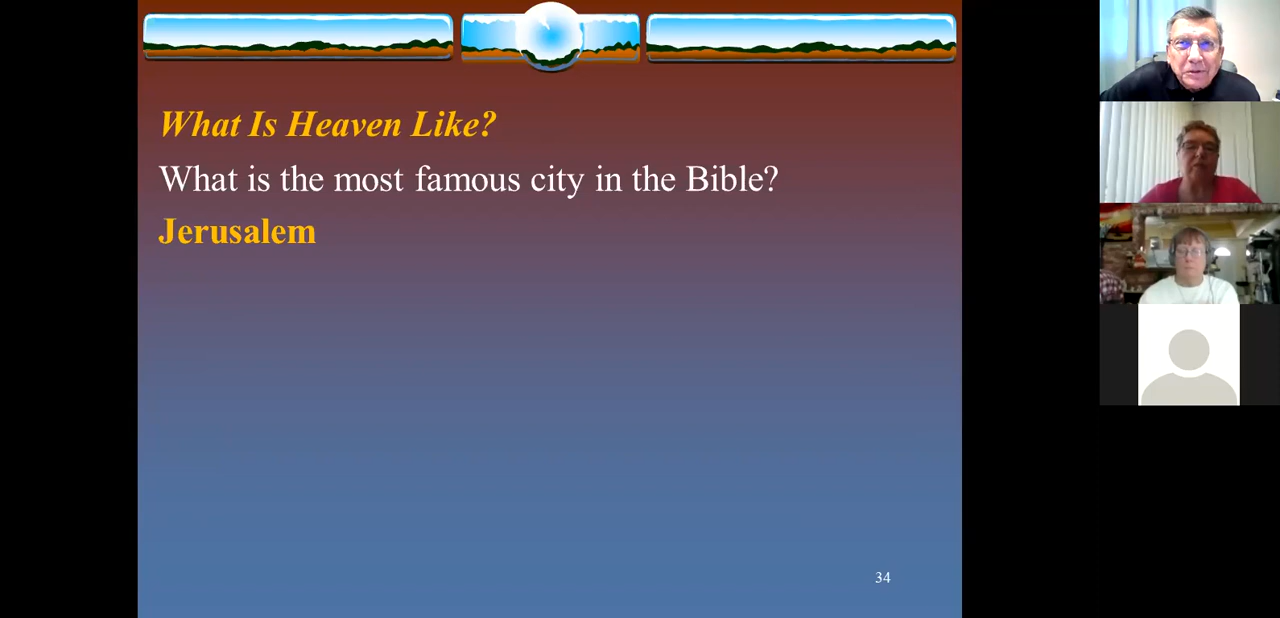 What Is Heaven Like?
What is the most famous city in the Bible?
Jerusalem
34